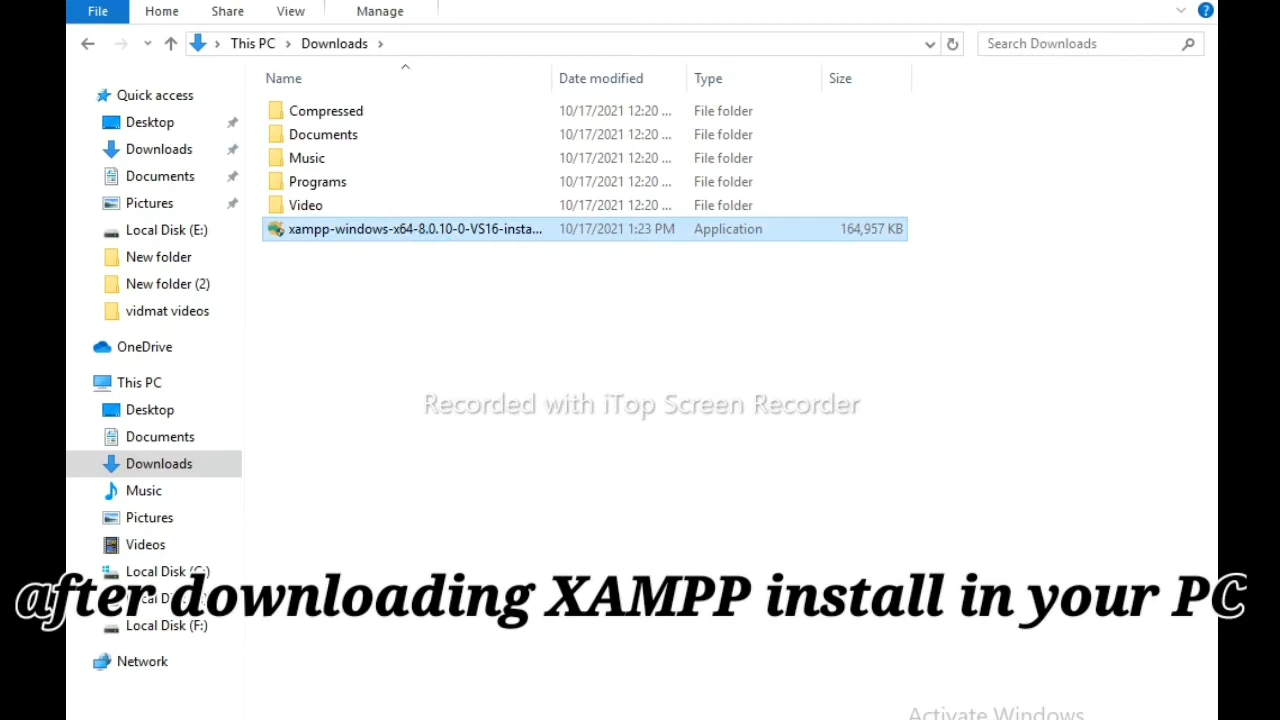 File Home Share View Manage
This PC Downloads Search Downloads
Name Date modified Type Size
Quick access
Desktop
Downloads
Documents
Pictures
Local Disk (E:)
New folder
New folder (2)
vidmat videos
OneDrive
This PC
Desktop
Documents
Downloads
Music
Pictures
Videos
Local Disk
Local Disk (F:)
Network
Compressed 10/17/2021 12:20 ... File folder
Documents 10/17/2021 12:20 ... File folder
Music 10/17/2021 12:20 ... File folder
Programs 10/17/2021 12:20 ... File folder
Video 10/17/2021 12:20 ... File folder
xampp-windows-x64-8.0.10-0-VS16-insta... 10/17/2021 1:23 PM Application 164,957 KB
Recorded with iTop Screen Recorder
after downloading XAMPP install in your PC
Activate Windows